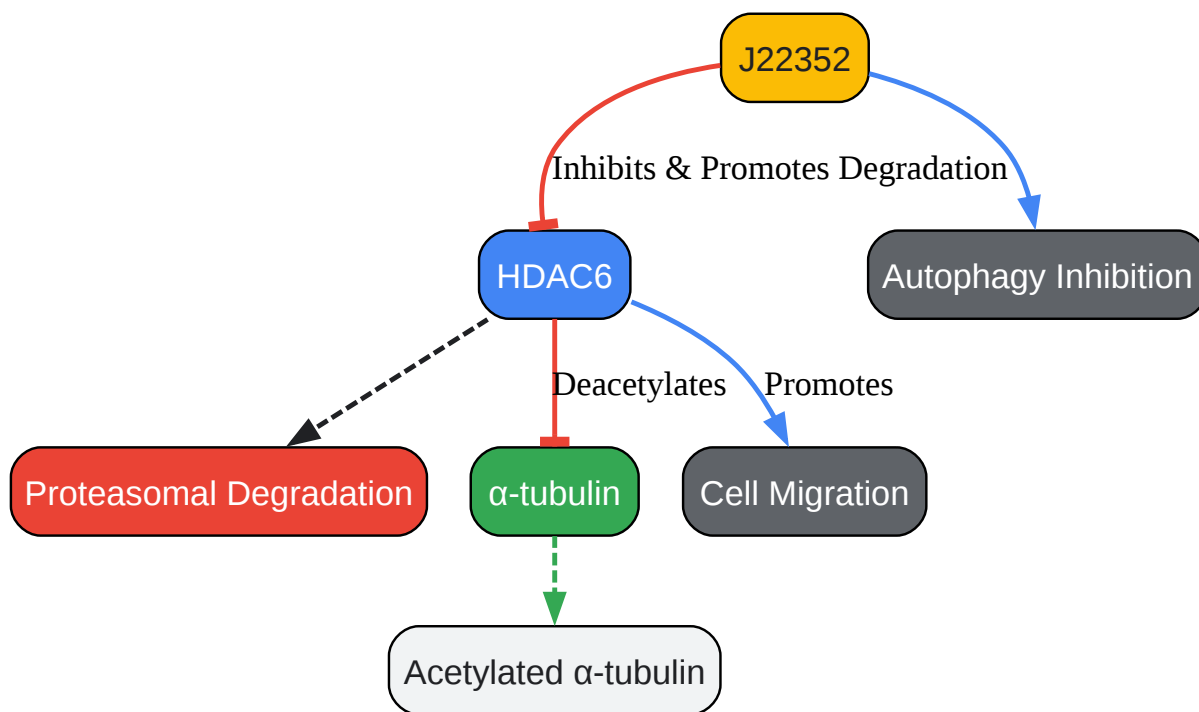 J22352
Inhibits & Promotes Degradation
HDAC6
Autophagy Inhibition
Deacetylates
Promotes
Proteasomal Degradation
α-tubulin
Cell Migration
Acetylated α-tubulin